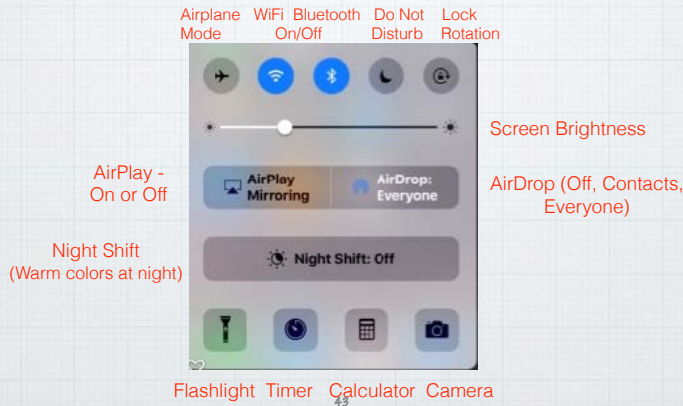 Airplane WiFi Bluetooth Do Not Lock
Mode On/Off Disturb Rotation
Screen Brightness
AirPlay -
On or Off
AirPlay
Mirroring
AirDrop:
Everyone
AirDrop (Off, Contacts,
Everyone)
Night Shift
(Warm colors at night)
Night Shift: Off
Flashlight Timer Calculator Camera
43